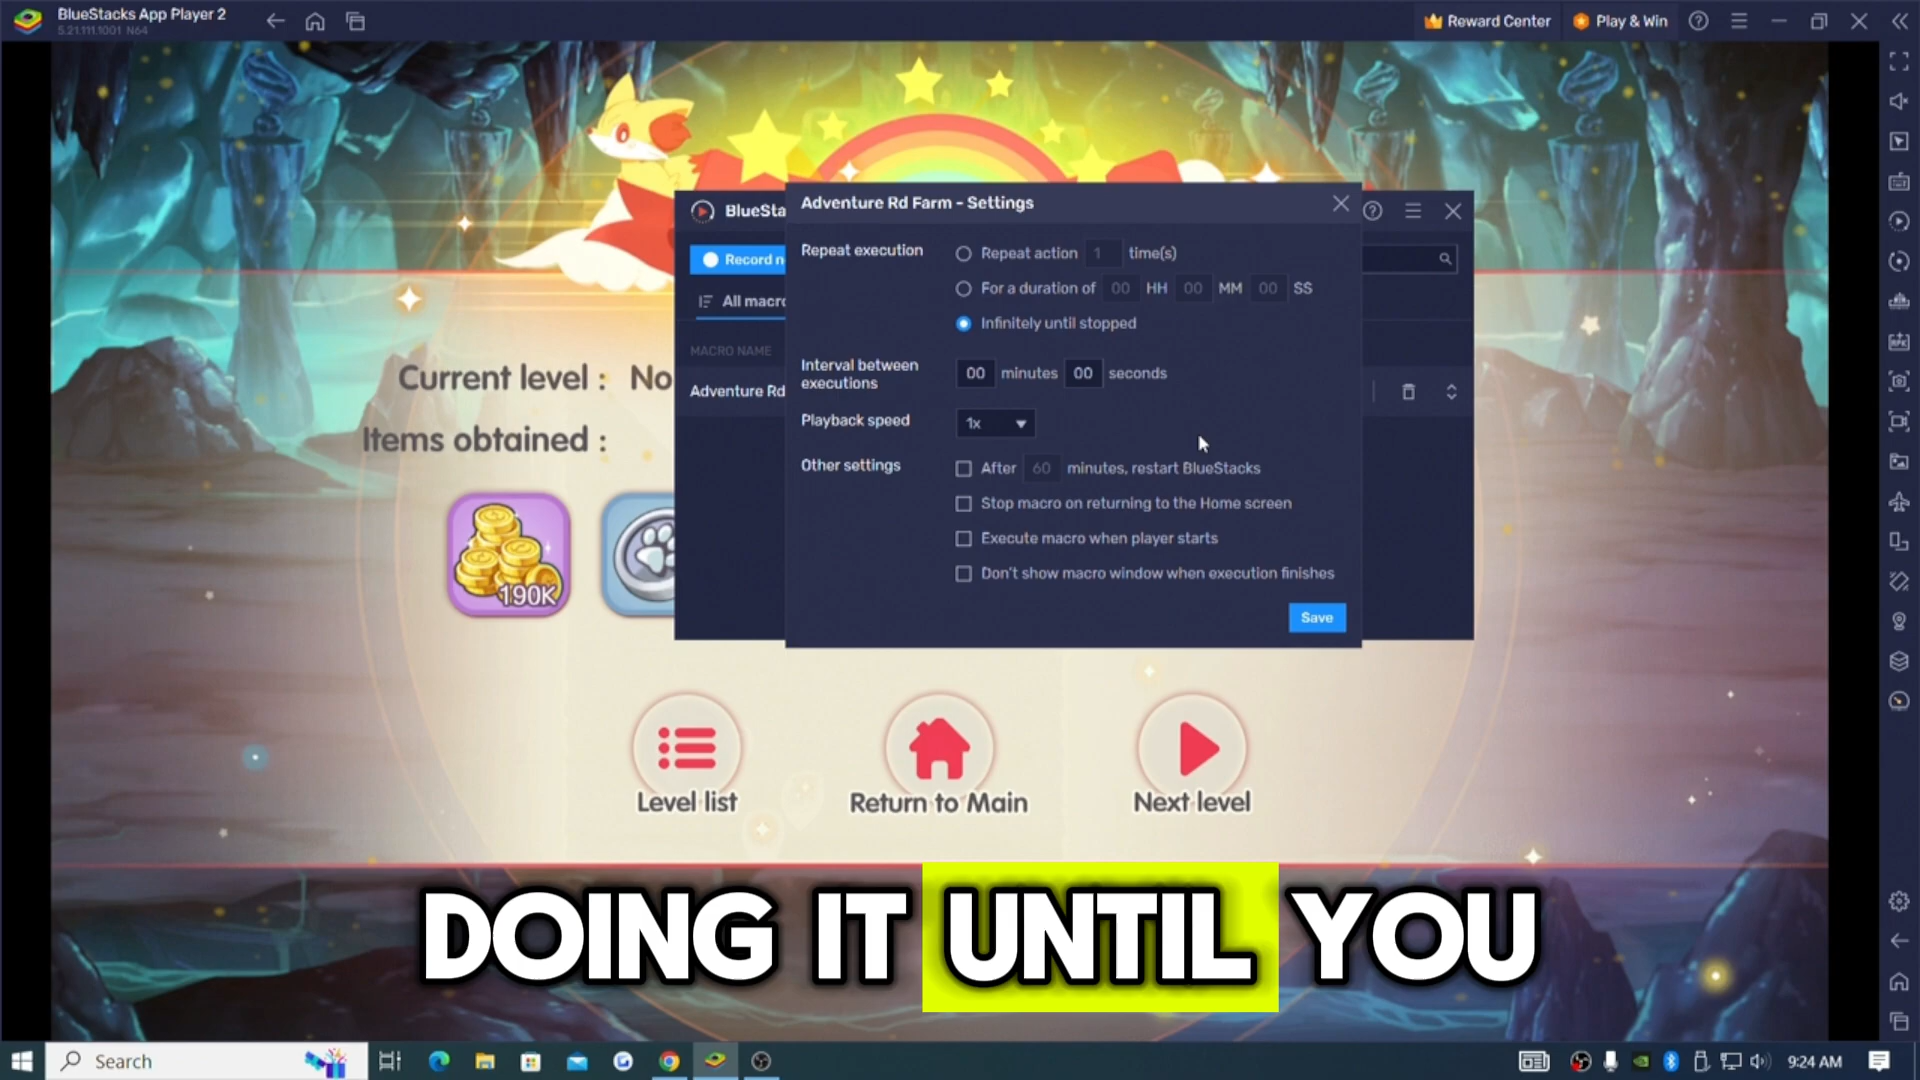 BlueStacks App Player 2
5.21.111.1001 N64
Reward Center
Play & Win
Adventure Rd Farm - Settings
BlueSta
Repeat execution
Repeat action 1 time(s)
Record n
For a duration of 00 HH 00 MM 00 SS
All macro
Infinitely until stopped
MACRO NAME
Interval between
executions
00 minutes 00 seconds
Current level : No
Adventure Rd
Playback speed
1x
Items obtained :
Other settings
After 60 minutes, restart BlueStacks
Stop macro on returning to the Home screen
Execute macro when player starts
Don't show macro window when execution finishes
190K
Save
Level list
Return to Main
Next level
DOING IT UNTIL YOU
Search
9:24 AM